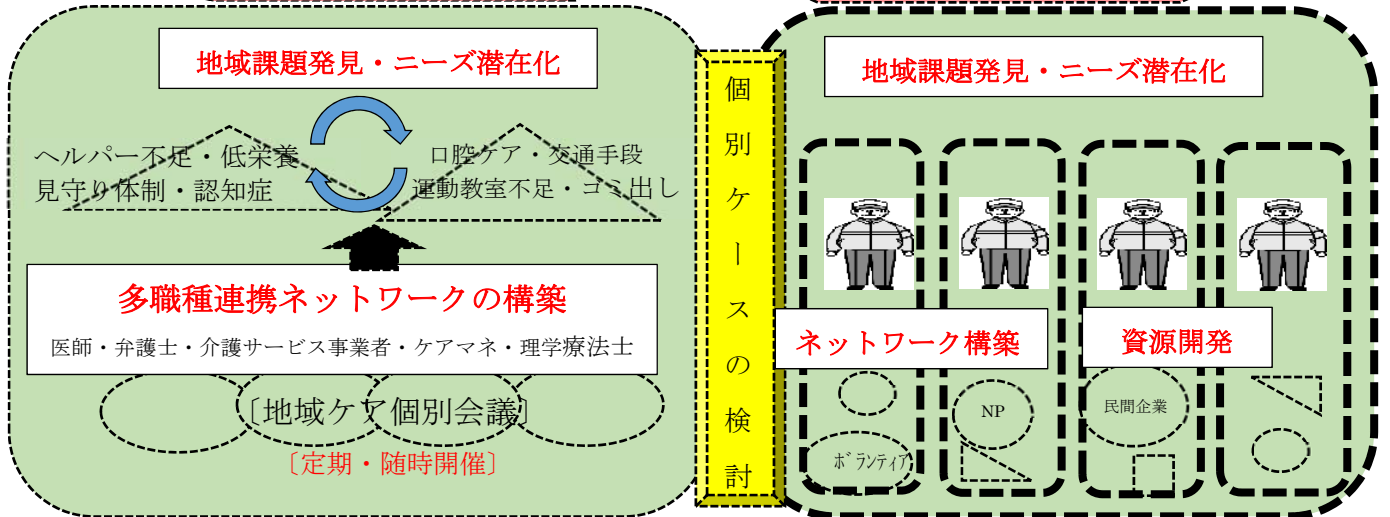 地域課題発見・ニーズ潜在化
ヘルパー不足・低栄養
見守り体制・認知症
口腔ケア・交通手段
運動教室不足・ゴミ出し
多職種連携ネットワークの構築
医師・弁護士・介護サービス事業者・ケアマネ・理学療法士
〔地域ケア個別会議〕
〔定期・随時開催〕
個別ケースの検討
地域課題発見・ニーズ潜在化
ネットワーク構築
資源開発
ボランティア
NP
民間企業